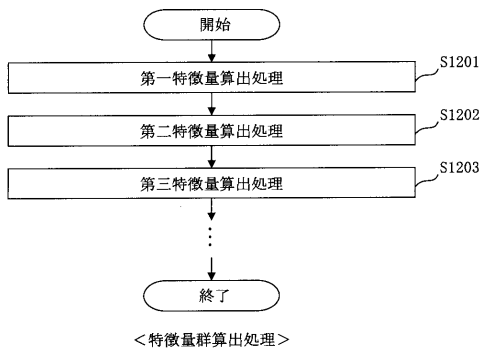 開始
第一特徴量算出処理
S1201
第二特徴量算出処理
S1202
第三特徴量算出処理
S1203
⋮
終了
<特徴量群算出処理>